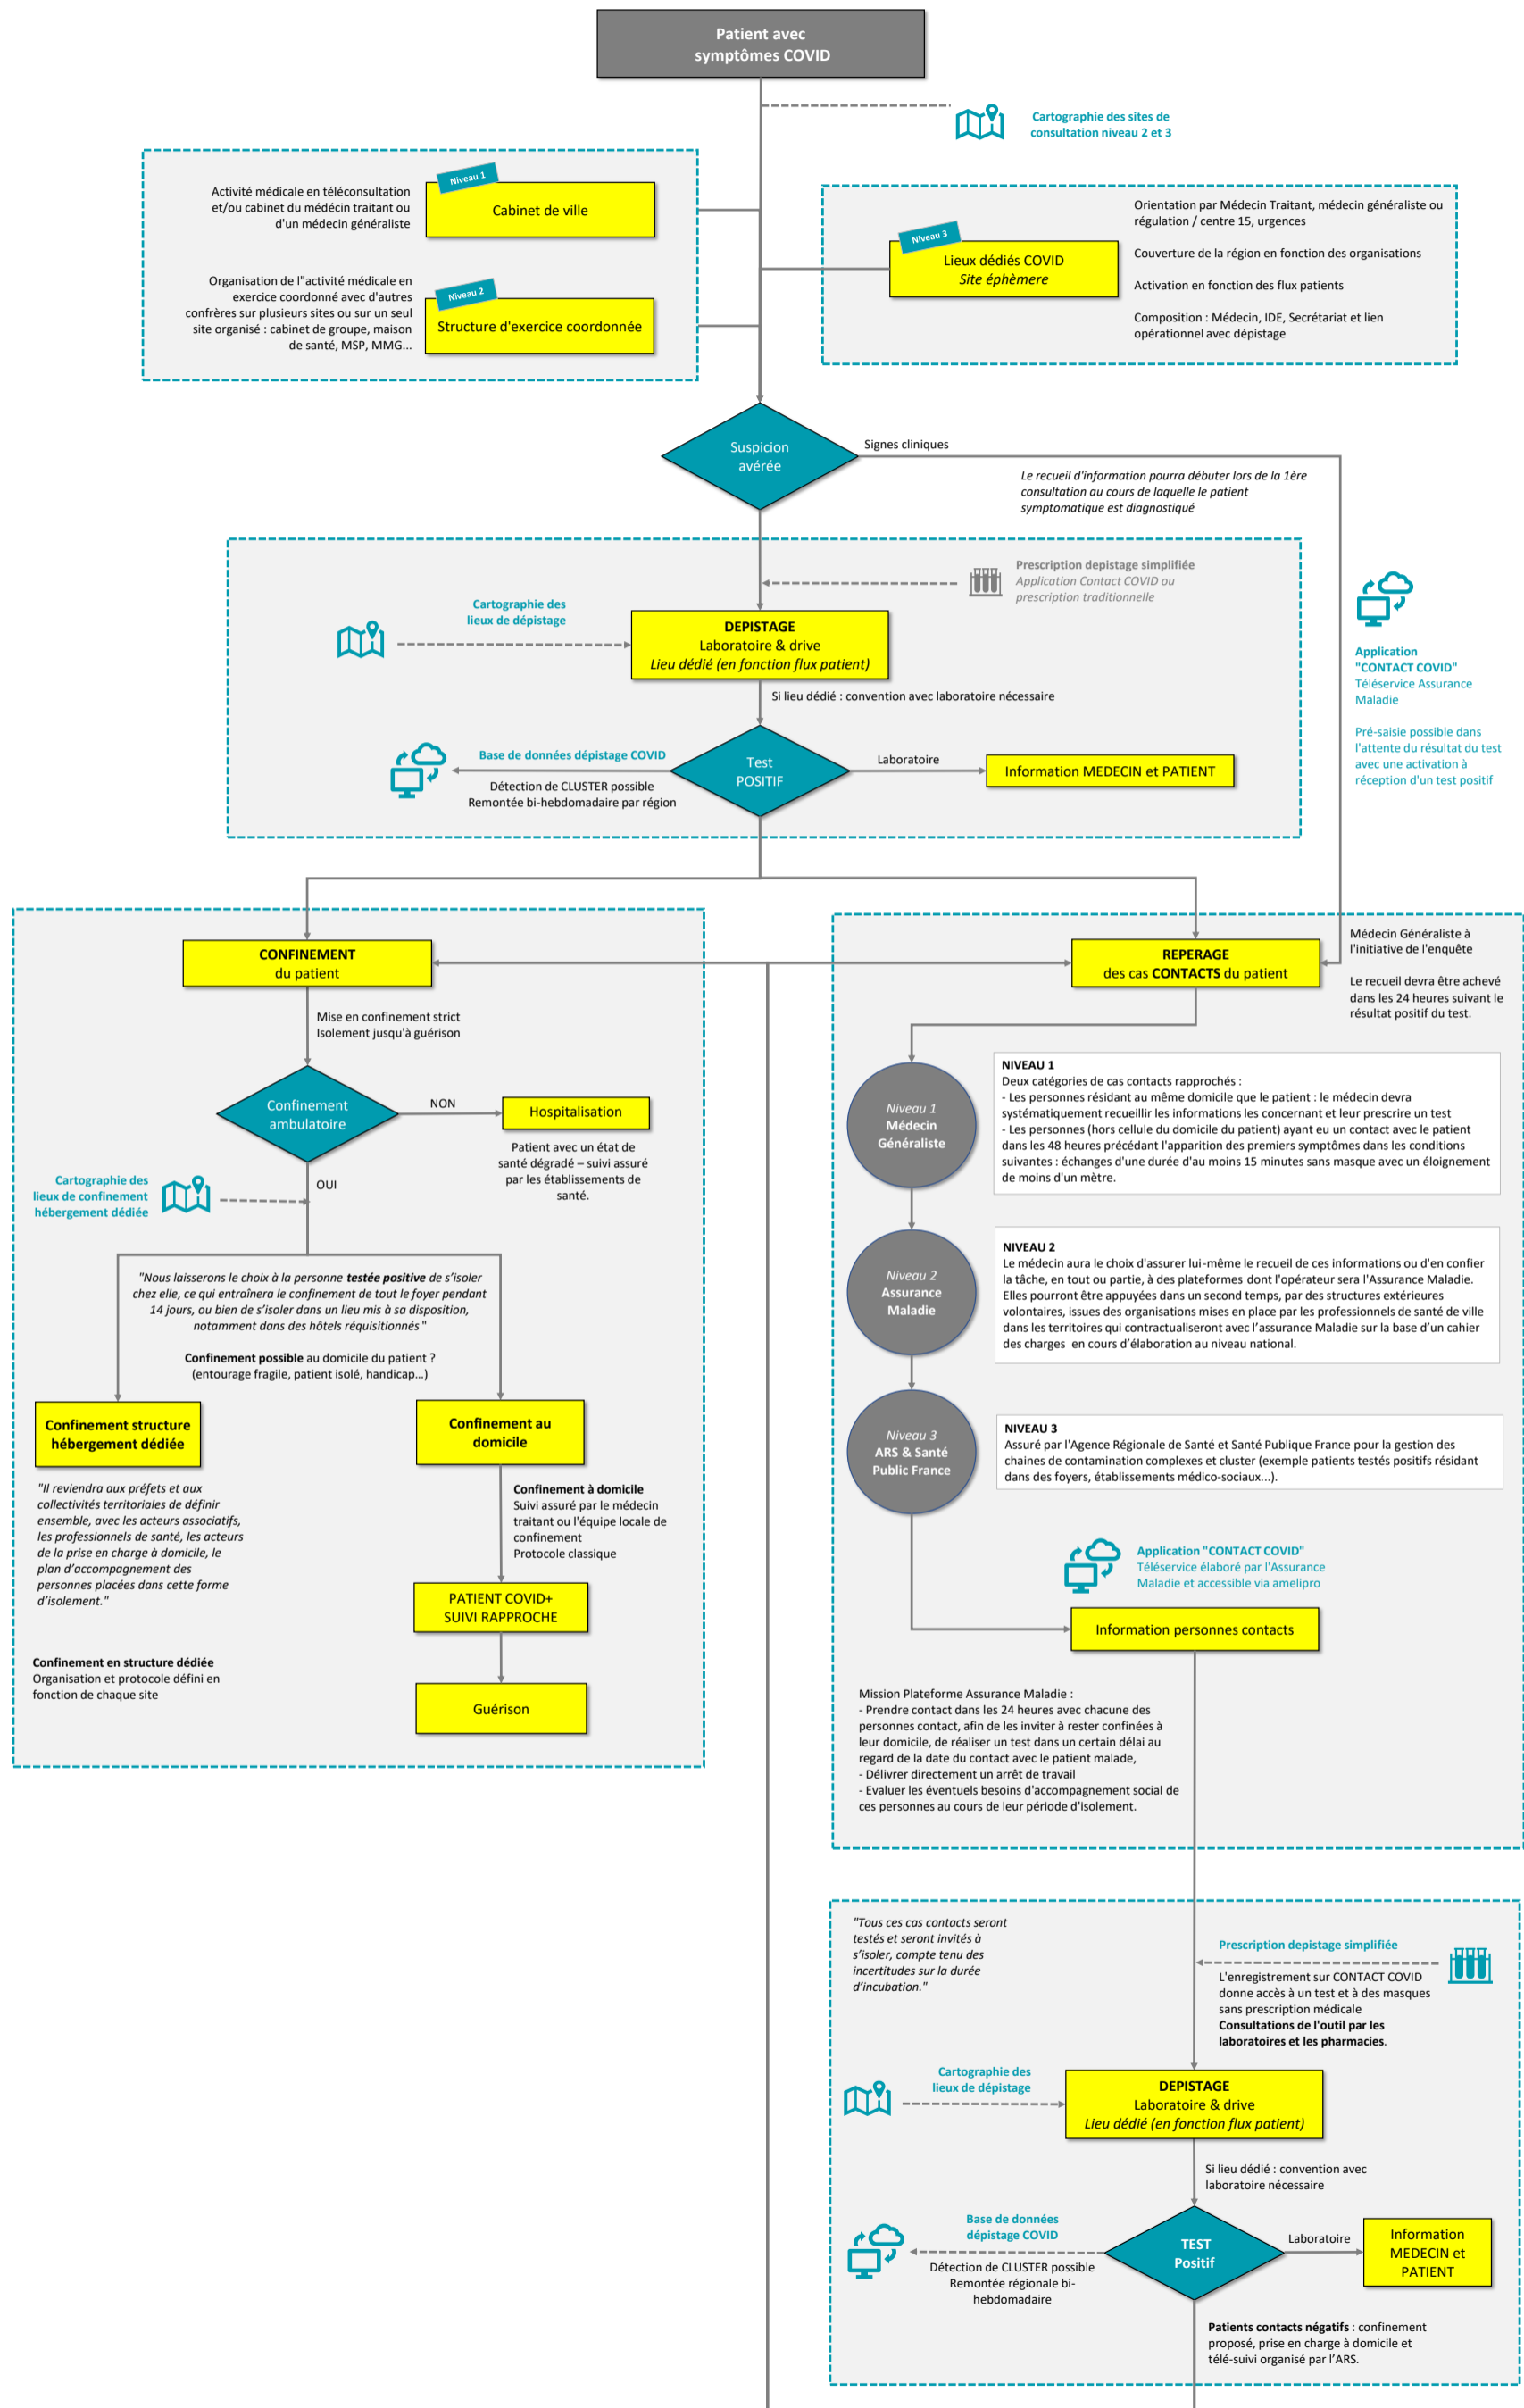 Patient avec
symptômes COVID
Cartographie des sites de
consultation niveau 2 et 3
Niveau 1
Activité médicale en téléconsultation
et/ou cabinet du médécin traitant ou
d'un médecin généraliste
Cabinet de ville
Niveau 2
Organisation de l"activité médicale en
exercice coordonné avec d'autres
confrères sur plusieurs sites ou sur un seul
site organisé : cabinet de groupe, maison
de santé, MSP, MMG...
Structure d'exercice coordonnée
Niveau 3
Lieux dédiés COVID
Site éphèmere
Orientation par Médecin Traitant, médecin généraliste ou
régulation / centre 15, urgences
Couverture de la région en fonction des organisations
Activation en fonction des flux patients
Composition : Médecin, IDE, Secrétariat et lien
opérationnel avec dépistage
Suspicion
avérée
Signes cliniques
Le recueil d'information pourra débuter lors de la 1ère
consultation au cours de laquelle le patient
symptomatique est diagnostiqué
Prescription depistage simplifiée
Application Contact COVID ou
prescription traditionnelle
Cartographie des
lieux de dépistage
DEPISTAGE
Laboratoire & drive
Lieu dédié (en fonction flux patient)
Si lieu dédié : convention avec laboratoire nécessaire
Base de données dépistage COVID
Détection de CLUSTER possible
Remontée bi-hebdomadaire par région
Test
POSITIF
Laboratoire
Information MEDECIN et PATIENT
Application
"CONTACT COVID"
Téléservice Assurance
Maladie
Pré-saisie possible dans
l'attente du résultat du test
avec une activation à
réception d'un test positif
CONFINEMENT
du patient
Mise en confinement strict
Isolement jusqu'à guérison
Confinement
ambulatoire
NON
Hospitalisation
Patient avec un état de
santé dégradé – suivi assuré
par les établissements de
santé.
Cartographie des
lieux de confinement
hébergement dédiée
OUI
"Nous laisserons le choix à la personne testée positive de s’isoler
chez elle, ce qui entraînera le confinement de tout le foyer pendant
14 jours, ou bien de s’isoler dans un lieu mis à sa disposition,
notamment dans des hôtels réquisitionnés "
Confinement possible au domicile du patient ?
(entourage fragile, patient isolé, handicap...)
Confinement structure
hébergement dédiée
"Il reviendra aux préfets et aux
collectivités territoriales de définir
ensemble, avec les acteurs associatifs,
les professionnels de santé, les acteurs
de la prise en charge à domicile, le
plan d’accompagnement des
personnes placées dans cette forme
d’isolement."
Confinement en structure dédiée
Organisation et protocole défini en
fonction de chaque site
Confinement au
domicile
Confinement à domicile
Suivi assuré par le médecin
traitant ou l'équipe locale de
confinement
Protocole classique
PATIENT COVID+
SUIVI RAPPROCHE
Guérison
REPERAGE
des cas CONTACTS du patient
Médecin Généraliste à
l'initiative de l'enquête
Le recueil devra être achevé
dans les 24 heures suivant le
résultat positif du test.
Niveau 1
Médecin
Généraliste
NIVEAU 1
Deux catégories de cas contacts rapprochés :
- Les personnes résidant au même domicile que le patient : le médecin devra
systématiquement recueillir les informations les concernant et leur prescrire un test
- Les personnes (hors cellule du domicile du patient) ayant eu un contact avec le patient
dans les 48 heures précédant l'apparition des premiers symptômes dans les conditions
suivantes : échanges d'une durée d'au moins 15 minutes sans masque avec un éloignement
de moins d'un mètre.
Niveau 2
Assurance
Maladie
NIVEAU 2
Le médecin aura le choix d'assurer lui-même le recueil de ces informations ou d'en confier
la tâche, en tout ou partie, à des plateformes dont l'opérateur sera l'Assurance Maladie.
Elles pourront être appuyées dans un second temps, par des structures extérieures
volontaires, issues des organisations mises en place par les professionnels de santé de ville
dans les territoires qui contractualiseront avec l’assurance Maladie sur la base d’un cahier
des charges en cours d’élaboration au niveau national.
Niveau 3
ARS & Santé
Public France
NIVEAU 3
Assuré par l'Agence Régionale de Santé et Santé Publique France pour la gestion des
chaines de contamination complexes et cluster (exemple patients testés positifs résidant
dans des foyers, établissements médico-sociaux...).
Application "CONTACT COVID"
Téléservice élaboré par l'Assurance
Maladie et accessible via amelipro
Information personnes contacts
Mission Plateforme Assurance Maladie :
- Prendre contact dans les 24 heures avec chacune des
personnes contact, afin de les inviter à rester confinées à
leur domicile, de réaliser un test dans un certain délai au
regard de la date du contact avec le patient malade,
- Délivrer directement un arrêt de travail
- Evaluer les éventuels besoins d'accompagnement social de
ces personnes au cours de leur période d'isolement.
"Tous ces cas contacts seront
testés et seront invités à
s’isoler, compte tenu des
incertitudes sur la durée
d’incubation."
Prescription depistage simplifiée
L'enregistrement sur CONTACT COVID
donne accès à un test et à des masques
sans prescription médicale
Consultations de l'outil par les
laboratoires et les pharmacies.
Cartographie des
lieux de dépistage
DEPISTAGE
Laboratoire & drive
Lieu dédié (en fonction flux patient)
Si lieu dédié : convention avec
laboratoire nécessaire
Base de données
dépistage COVID
Détection de CLUSTER possible
Remontée régionale bi-
hebdomadaire
TEST
Positif
Laboratoire
Information
MEDECIN et
PATIENT
Patients contacts négatifs : confinement
proposé, prise en charge à domicile et
télé-suivi organisé par l’ARS.